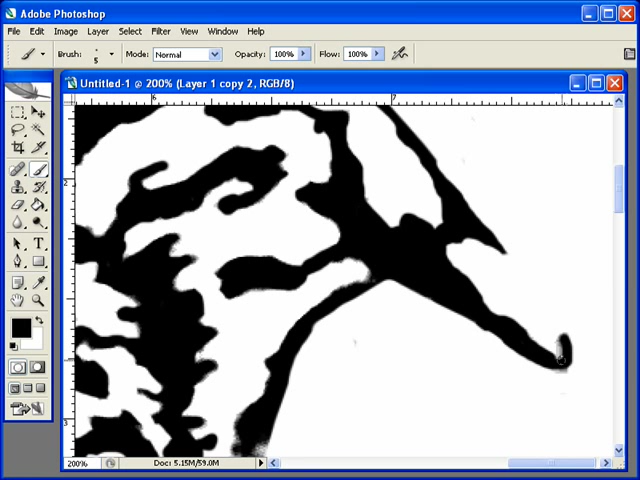 Adobe Photoshop
File Edit Image Layer Select Filter View Window Help
Brush: 5 Mode: Normal Opacity: 100% Flow: 100%
Untitled-1 @ 200% (Layer 1 copy 2, RGB/8)
6 7
2
3
T
200% Doc: 5.15M/59.0M